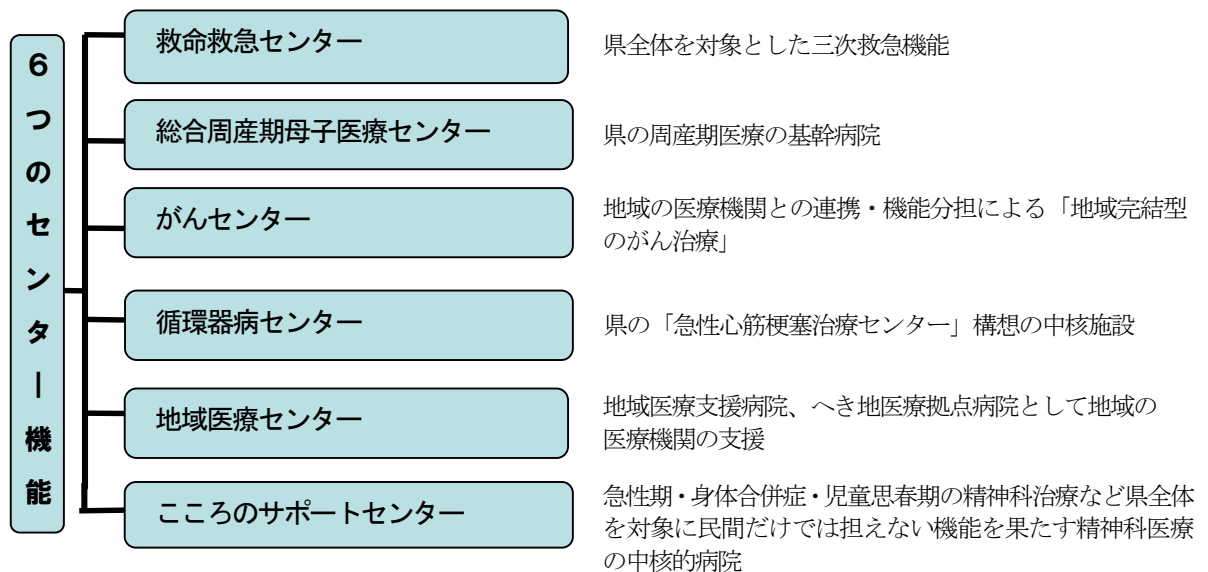 6つのセンター機能
救命救急センター
県全体を対象とした三次救急機能
総合周産期母子医療センター
県の周産期医療の基幹病院
がんセンター
地域の医療機関との連携・機能分担による「地域完結型
のがん治療」
循環器病センター
県の「急性心筋梗塞治療センター」構想の中核施設
地域医療センター
地域医療支援病院、へき地医療拠点病院として地域の
医療機関の支援
こころのサポートセンター
急性期・身体合併症・児童思春期の精神科治療など県全体
を対象に民間だけでは担えない機能を果たす精神科医療
の中核的病院